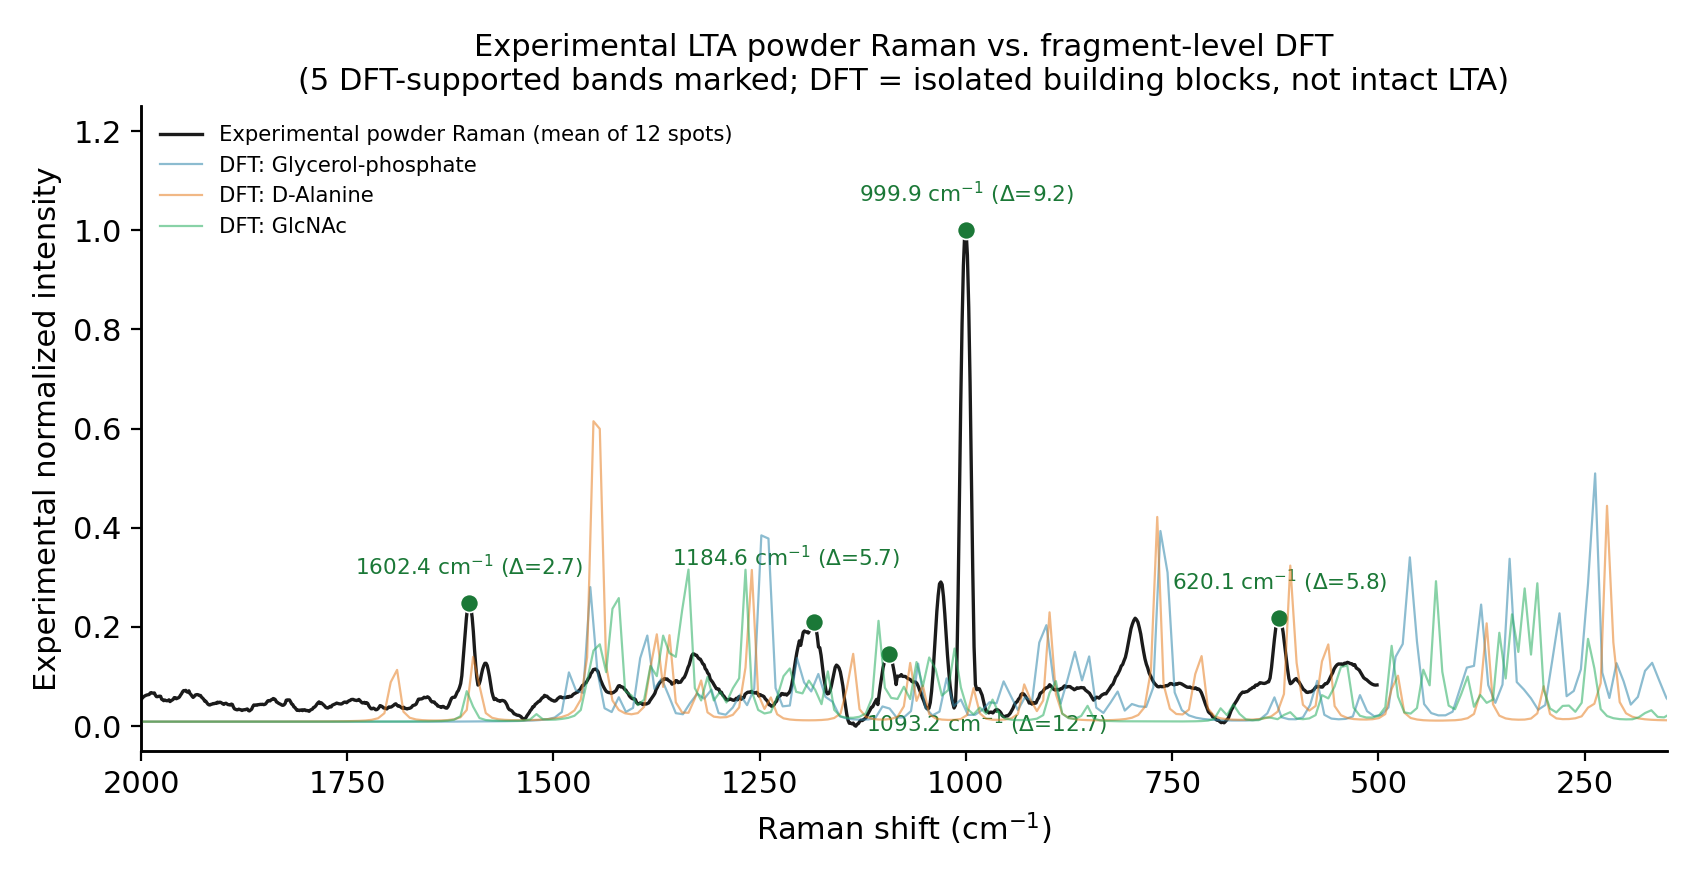 Experimental LTA powder Raman vs. fragment-level DFT
(5 DFT-supported bands marked; DFT = isolated building blocks, not intact LTA)
Experimental powder Raman (mean of 12 spots)
DFT: Glycerol-phosphate
DFT: D-Alanine
DFT: GlcNAc
999.9 cm⁻¹ (Δ=9.2)
1602.4 cm⁻¹ (Δ=2.7)
1184.6 cm⁻¹ (Δ=5.7)
620.1 cm⁻¹ (Δ=5.8)
1093.2 cm⁻¹ (Δ=12.7)
Experimental normalized intensity
1.2
1.0
0.8
0.6
0.4
0.2
0.0
2000 1750 1500 1250 1000 750 500 250
Raman shift (cm⁻¹)